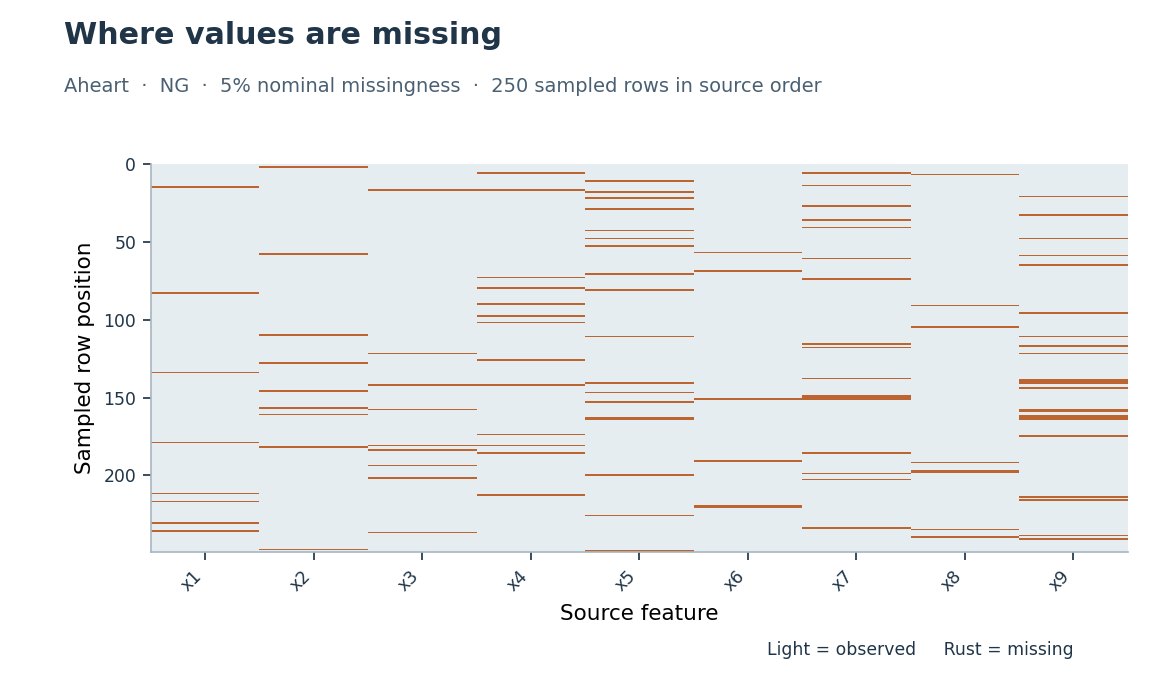 Where values are missing
Aheart · NG · 5% nominal missingness · 250 sampled rows in source order
0
50
100
150
200
Sampled row position
x1 x2 x3 x4 x5 x6 x7 x8 x9
Source feature
Light = observed Rust = missing